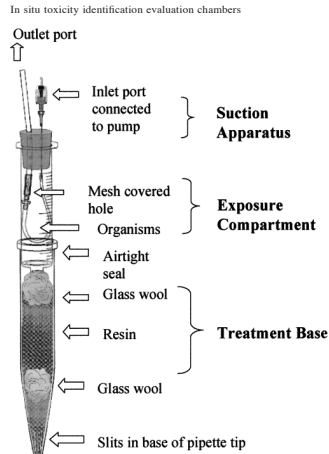 In situ toxicity identification evaluation chambers
Outlet port
Inlet port
connected
to pump
Suction
Apparatus
Mesh covered
hole
Organisms
Exposure
Compartment
Airtight
seal
Glass wool
Resin
Treatment Base
Glass wool
Slits in base of pipette tip